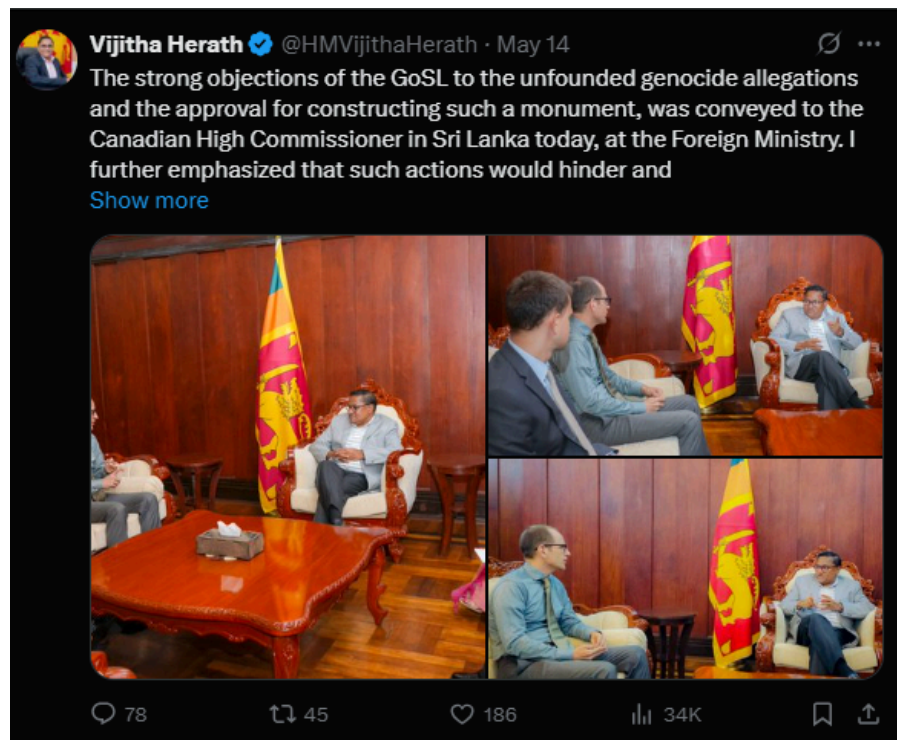 Vijitha Herath @HMVijithaHerath · May 14
The strong objections of the GoSL to the unfounded genocide allegations
and the approval for constructing such a monument, was conveyed to the
Canadian High Commissioner in Sri Lanka today, at the Foreign Ministry. I
further emphasized that such actions would hinder and
Show more
78 45 186 34K